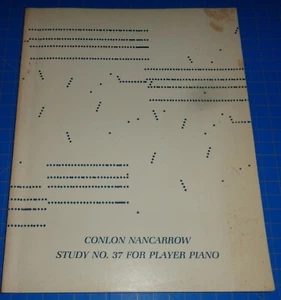 CONLON NANCARROW
STUDY NO. 37 FOR PLAYER PIANO